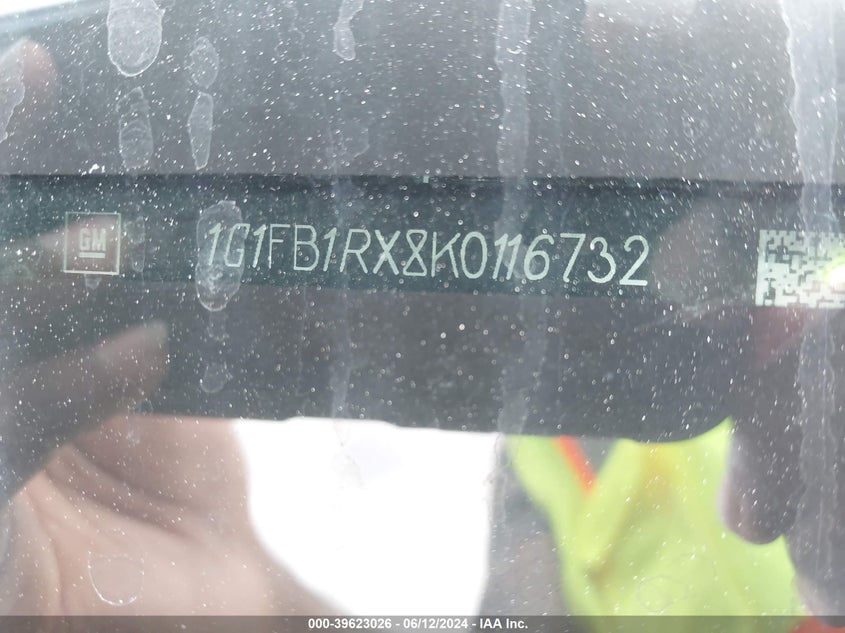 GM
1G1FB1RX8K0116732
000-39623026 - 06/12/2024 - IAA Inc.